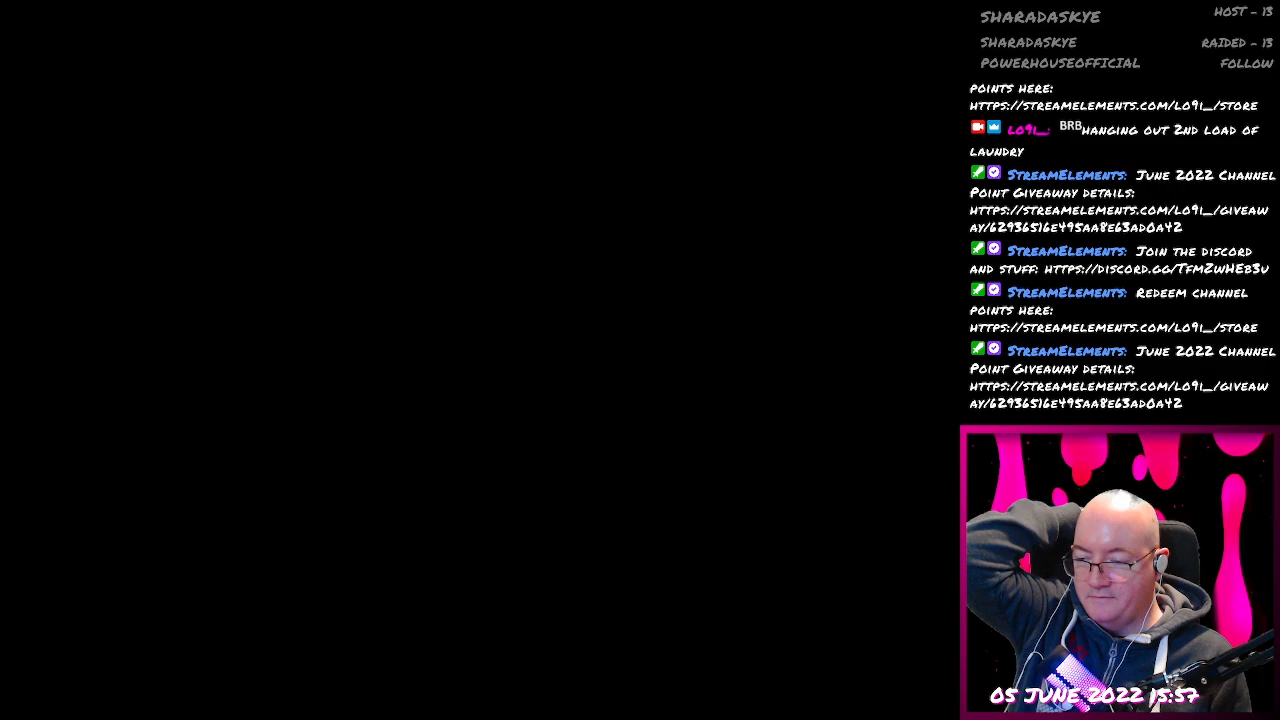 SHARADASKYE HOST - 13
SHARADASKYE RAIDED - 13
POWERHOUSEOFFICIAL FOLLOW
POINTS HERE:
HTTPS://STREAMELEMENTS.COM/LO9I_/STORE
LO9I_: BRB HANGING OUT 2ND LOAD OF
LAUNDRY
STREAMELEMENTS: JUNE 2022 CHANNEL
POINT GIVEAWAY DETAILS:
HTTPS://STREAMELEMENTS.COM/LO9I_/GIVEAW
AY/62936516E495AA8E63AD0A42
STREAMELEMENTS: JOIN THE DISCORD
AND STUFF: HTTPS://DISCORD.GG/TFMZWHE83U
STREAMELEMENTS: REDEEM CHANNEL
POINTS HERE:
HTTPS://STREAMELEMENTS.COM/LO9I_/STORE
STREAMELEMENTS: JUNE 2022 CHANNEL
POINT GIVEAWAY DETAILS:
HTTPS://STREAMELEMENTS.COM/LO9I_/GIVEAW
AY/62936516E495AA8E63AD0A42
05 JUNE 2022 15:57